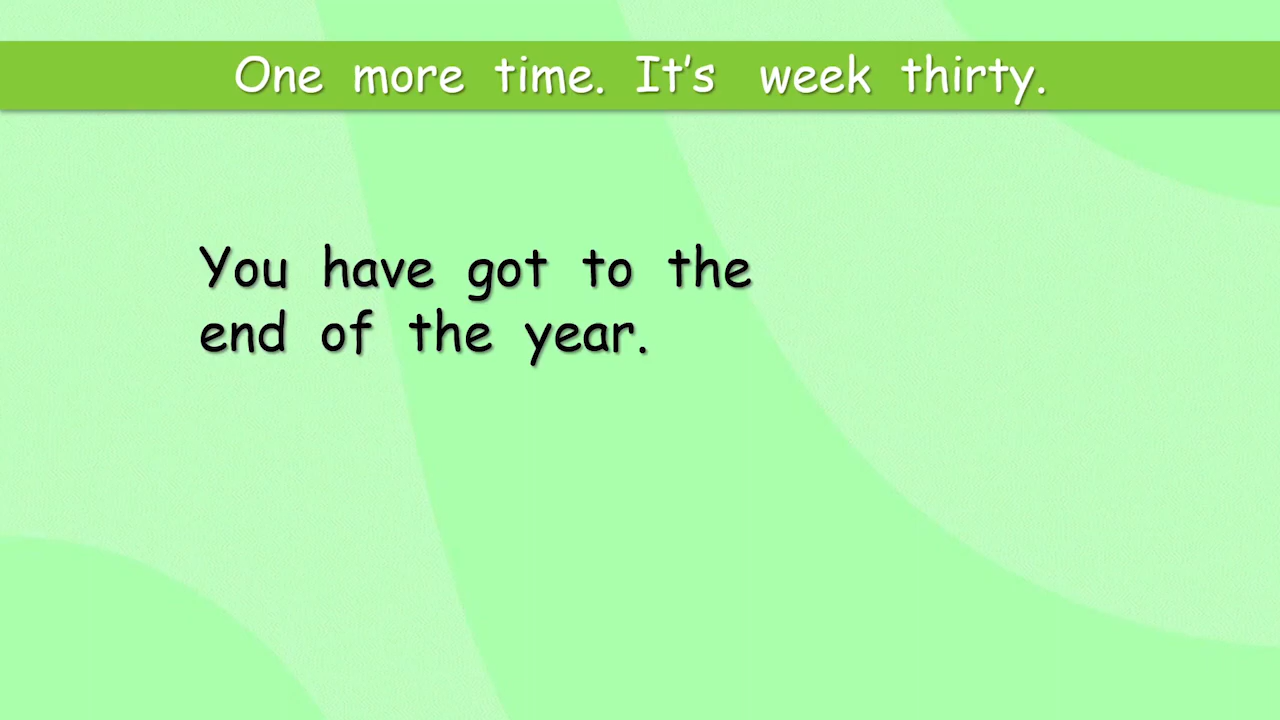 One more time. It’s week thirty.
You have got to the
end of the year.